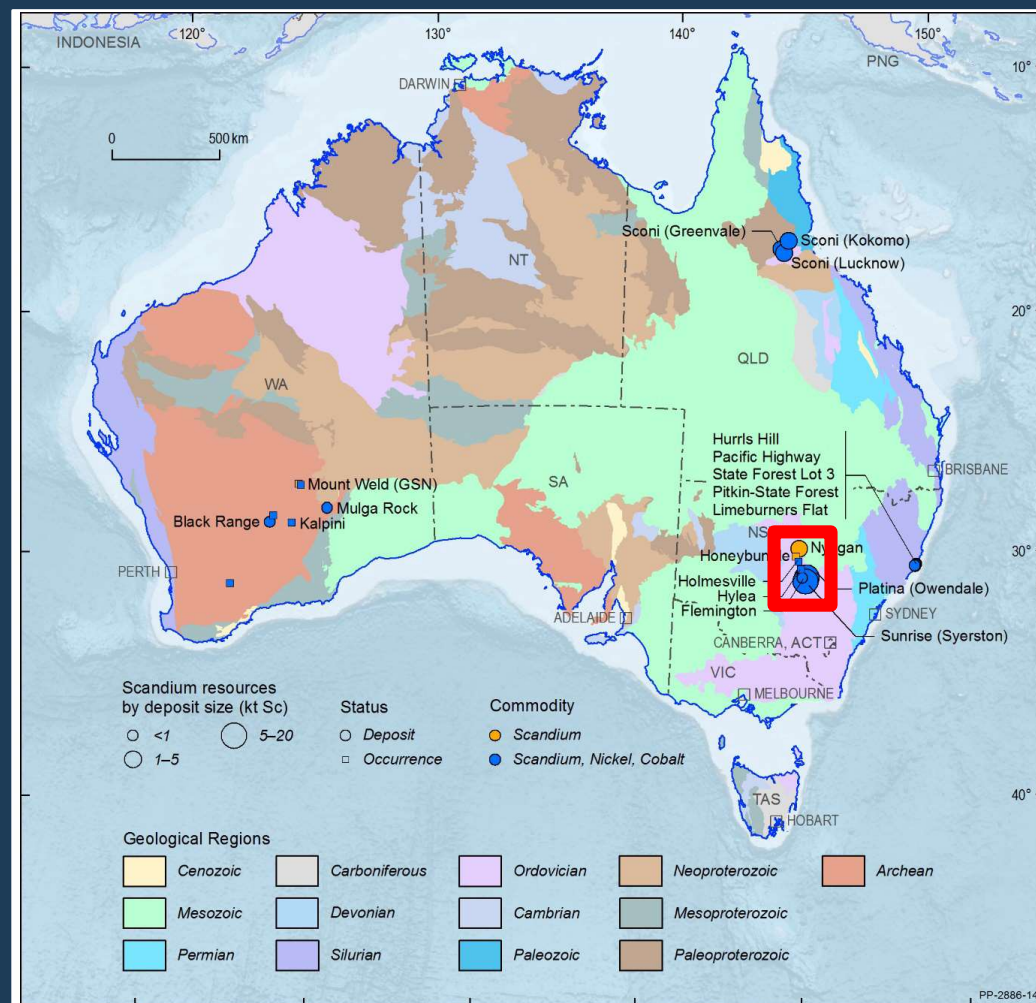 INDONESIA
120°
130°
140°
150°
PNG
10°
DARWIN
0 500 km
Sconi (Greenvale)
Sconi (Kokomo)
Sconi (Lucknow)
NT
20°
QLD
WA
Hurrls Hill
Pacific Highway
State Forest Lot 3
Pitkin-State Forest
Limeburners Flat
BRISBANE
SA
Mount Weld (GSN)
Mulga Rock
Black Range
Kalpini
30°
PERTH
Honeybun
Holmesville
Hylea
Flemington
Platina (Owendale)
SYDNEY
Sunrise (Syerston)
ADELAIDE
CANBERRA, ACT
VIC
MELBOURNE
Scandium resources
by deposit size (kt Sc)
<1
5–20
1–5
Status
Deposit
Occurrence
Commodity
Scandium
Scandium, Nickel, Cobalt
40°
TAS
HOBART
Geological Regions
Cenozoic
Carboniferous
Ordovician
Neoproterozoic
Archean
Mesozoic
Devonian
Cambrian
Mesoproterozoic
Permian
Silurian
Paleozoic
Paleoproterozoic